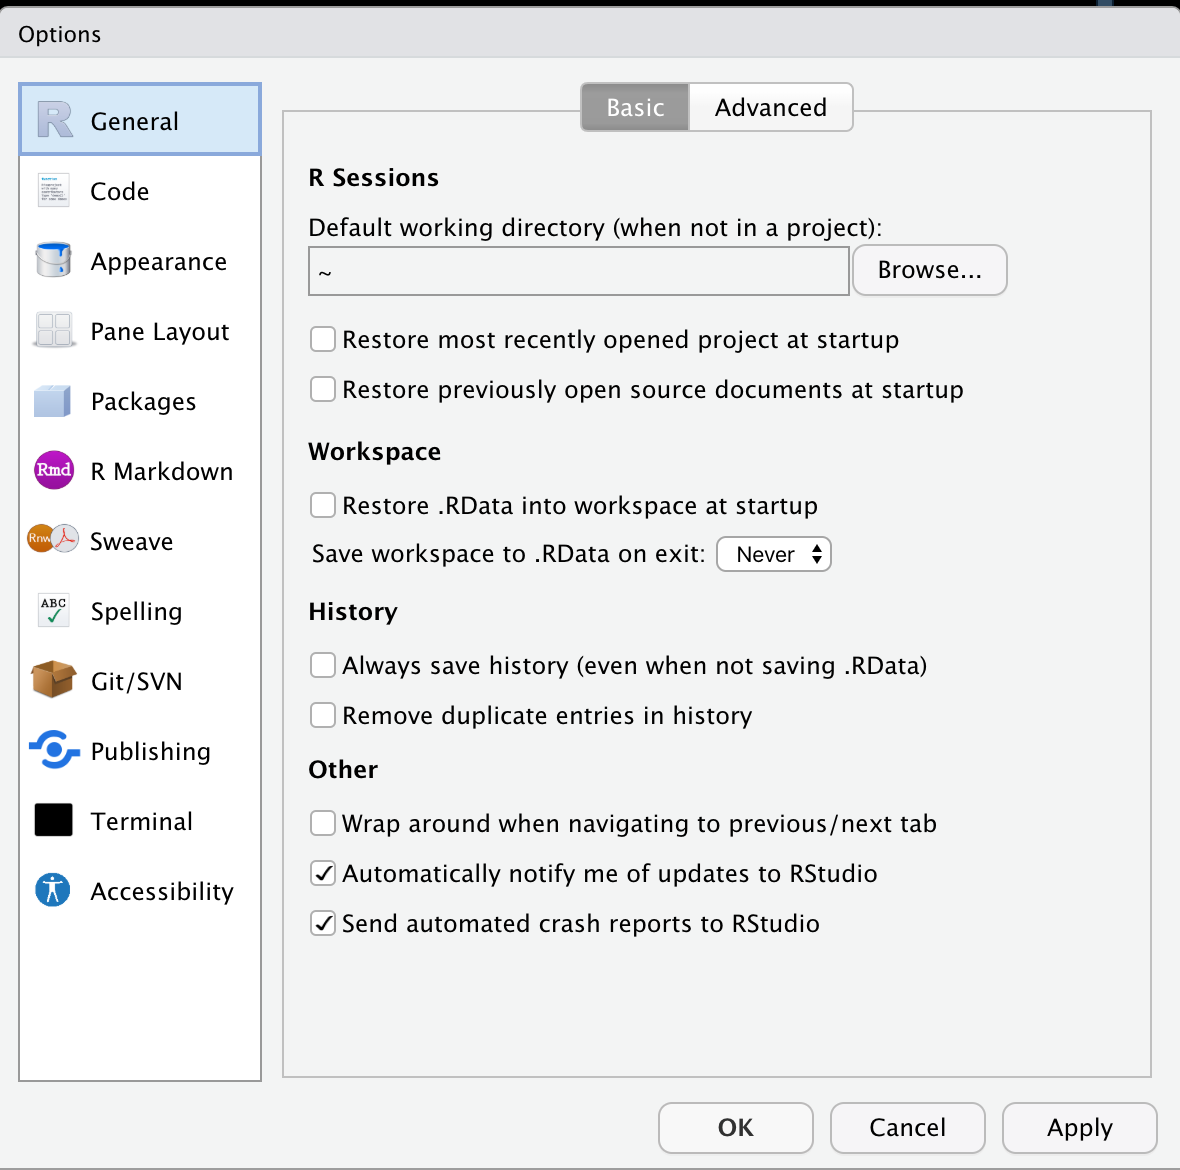 Options
General
Code
Appearance
Pane Layout
Packages
Rmd
R Markdown
Rnw
Sweave
ABC
Spelling
Git/SVN
Publishing
Terminal
Accessibility
Basic
Advanced
R Sessions
Default working directory (when not in a project):
~
Browse...
Restore most recently opened project at startup
Restore previously open source documents at startup
Workspace
Restore .RData into workspace at startup
Save workspace to .RData on exit: Never
History
Always save history (even when not saving .RData)
Remove duplicate entries in history
Other
Wrap around when navigating to previous/next tab
Automatically notify me of updates to RStudio
Send automated crash reports to RStudio
OK
Cancel
Apply